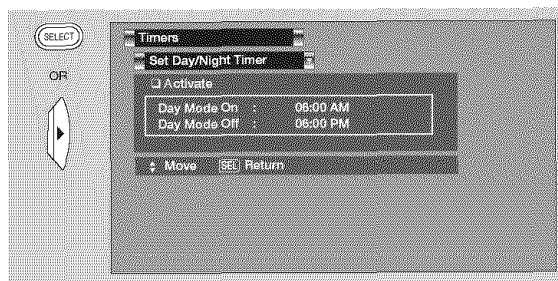 SELECT
OR
Timers
Set Day/Night Timer
Activate
Day Mode On : 06:00 AM
Day Mode Off : 06:00 PM
Move SEL Return